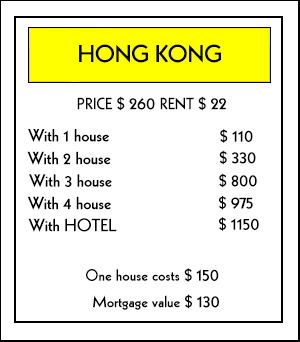 HONG KONG
PRICE $ 260 RENT $ 22
With 1 house $ 110
With 2 house $ 330
With 3 house $ 800
With 4 house $ 975
With HOTEL $ 1150
One house costs $ 150
Mortgage value $ 130